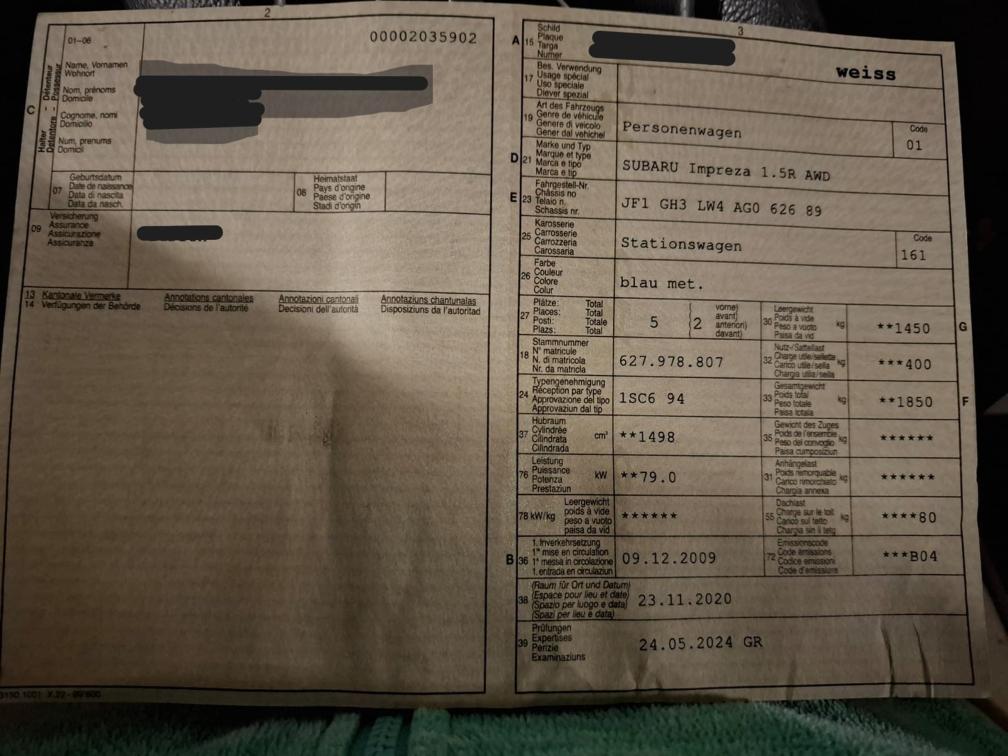 2
01-06
00002035902
C
Halter Détenteur
Detentore Possessur
Name, Vornamen
Wohnort
Nom, prénoms
Domicile
Cognome, nomi
Domicilio
Num, prenums
Domicil
07
Geburtsdatum
Date de naissance
Data di nascita
Data da nasch.
08
Heimatstaat
Pays d'origine
Paese d'origine
Stadi d'origin
09
Versicherung
Assurance
Assicurazione
Assicuranza
13 Kantonale Vermerke
14 Verfügungen der Behörde
Annotations cantonales
Décisions de l'autorité
Annotazioni cantonali
Decisioni dell'autorità
Annotaziuns chantunalas
Disposiziuns da l'autoritad
3
A 15
Schild
Plaque
Targa
Numer
weiss
17
Bes. Verwendung
Usage spécial
Uso speciale
Diever spezial
19
Art des Fahrzeugs
Genre de véhicule
Genere di veicolo
Gener dal vehichel
Personenwagen
Code
01
D 21
Marke und Typ
Marque et type
Marca e tipo
Marca e tip
SUBARU Impreza 1.5R AWD
E 23
Fahrgestell-Nr.
Châssis no
Telaio n.
Schassis nr.
JF1 GH3 LW4 AG0 626 89
25
Karosserie
Carrosserie
Carrozzeria
Carossaria
Stationswagen
Code
161
26
Farbe
Couleur
Colore
Colur
blau met.
27
Plätze: Total
Places: Total
Posti: Totale
Plazs: Total
5
(2
vorne)
avant)
anteriori)
davant)
30
Leergewicht
Poids à vide
Peso a vuoto
Paisa da vid
kg
**1450
G
18
Stammnummer
N° matricule
N. di matricola
Nr. da matricla
627.978.807
32
Nutz-/Sattellast
Charge utile/sellette
Carico utile/sella
Chargia utila/sella
kg
***400
24
Typengenehmigung
Réception par type
Approvazione del tipo
Approvaziun dal tip
1SC6 94
33
Gesamtgewicht
Poids total
Peso totale
Paisa totala
kg
**1850
F
37
Hubraum
Cylindrée
Cilindrata
Cilindrada
cm³
**1498
35
Gewicht des Zuges
Poids de l'ensemble
Peso del convoglio
Paisa cumposiziun
kg
******
76
Leistung
Puissance
Potenza
Prestaziun
kW
**79.0
31
Anhängelast
Poids remorquable
Carico rimorchiato
Chargia annexa
kg
******
78 kW/kg
Leergewicht
poids à vide
peso a vuoto
paisa da vid
******
55
Dachlast
Charge sur le toit
Carico sul tetto
Chargia sin il tetg
kg
****80
B 36
1. Inverkehrsetzung
1re mise en circulation
1a messa in circolazione
1. entrada en circulaziun
09.12.2009
72
Emissionscode
Code émissions
Codice emissioni
Code d'emissiuns
***B04
38
(Raum für Ort und Datum)
(Espace pour lieu et date)
(Spazio per luogo e data)
(Spazi per lieu e data)
23.11.2020
39
Prüfungen
Expertises
Perizie
Examinaziuns
24.05.2024 GR